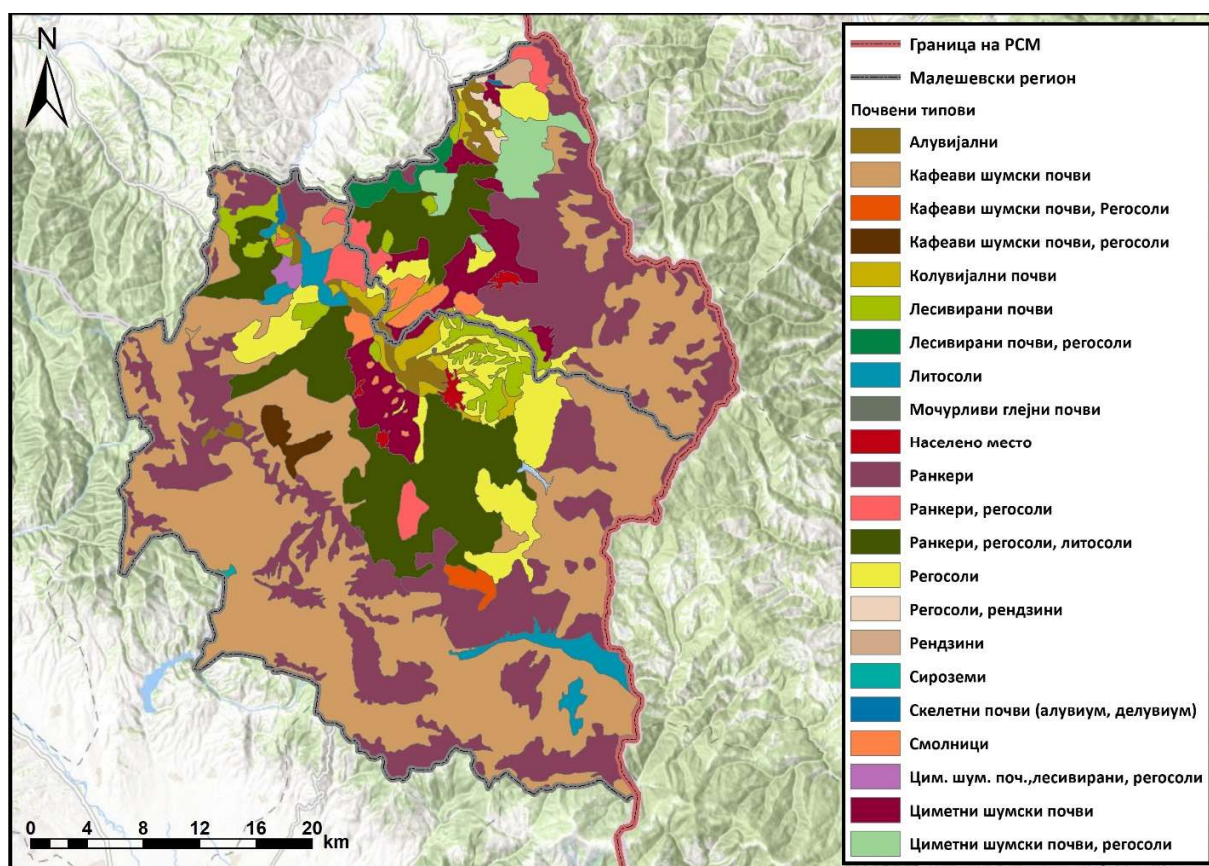 N
Граница на РСМ
Малешевски регион
Почвени типови
Алувијални
Кафеави шумски почви
Кафеави шумски почви, Регосоли
Кафеави шумски почви, регосоли
Колувијални почви
Лесивирани почви
Лесивирани почви, регосоли
Литосоли
Мочурливи глејни почви
Населено место
Ранкери
Ранкери, регосоли
Ранкери, регосоли, литосоли
Регосоли
Регосоли, рендзини
Рендзини
Сироземи
Скелетни почви (алувиум, делувиум)
Смолници
Цим. шум. поч.,лесивирани, регосоли
Циметни шумски почви
Циметни шумски почви, регосоли
0 4 8 12 16 20
km